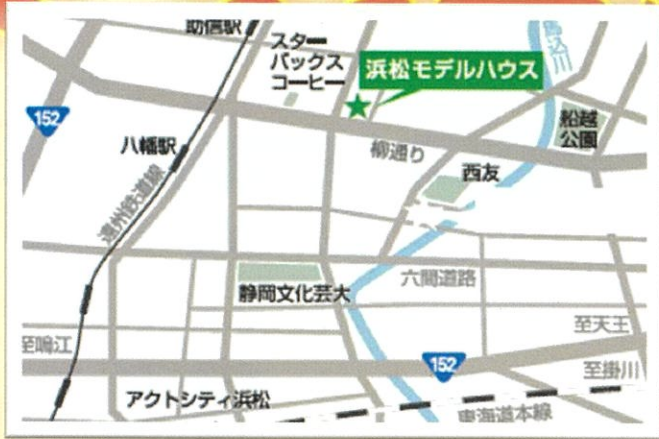 助信駅
スター
バックス
コーヒー
浜松モデルハウス
馬込川
152
船越
公園
八幡駅
柳通り
西友
遠州鉄道線
静岡文化芸大
六間道路
至天王
至鳴江
152
至掛川
アクトシティ浜松
東海道本線